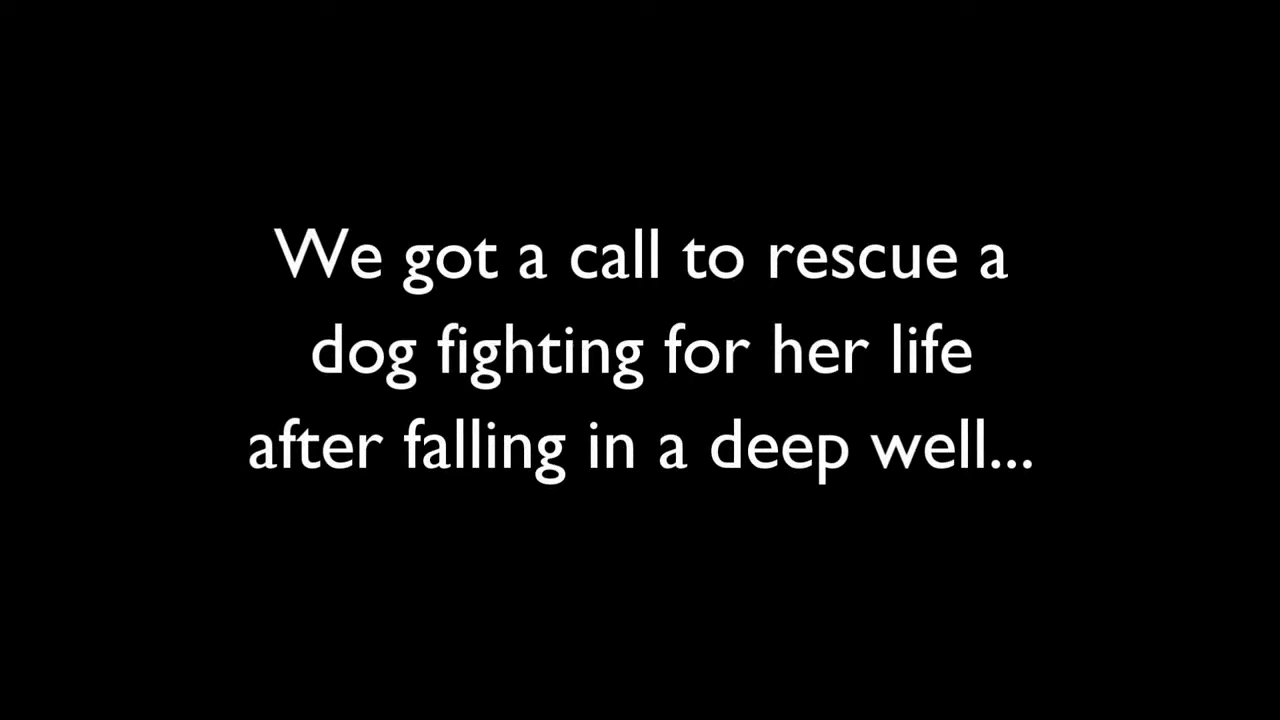 We got a call to rescue a
dog fighting for her life
after falling in a deep well...